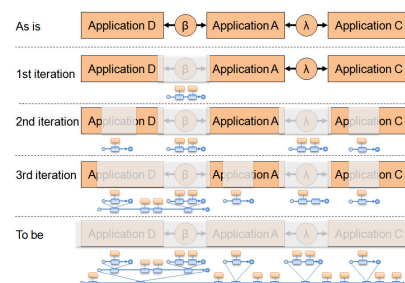 As is Application D β Application A λ Application C
1st iteration Application D β Application A λ Application C
2nd iteration Application D β Application A λ Application C
3rd iteration Application D β Application A λ Application C
To be Application D β Application A λ Application C